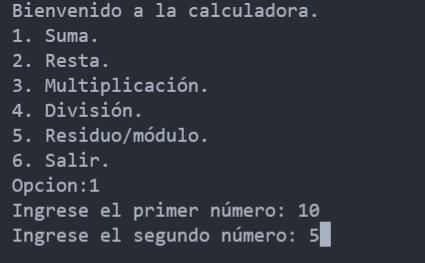 Bienvenido a la calculadora.
1. Suma.
2. Resta.
3. Multiplicación.
4. División.
5. Residuo/módulo.
6. Salir.
Opcion:1
Ingrese el primer número: 10
Ingrese el segundo número: 5